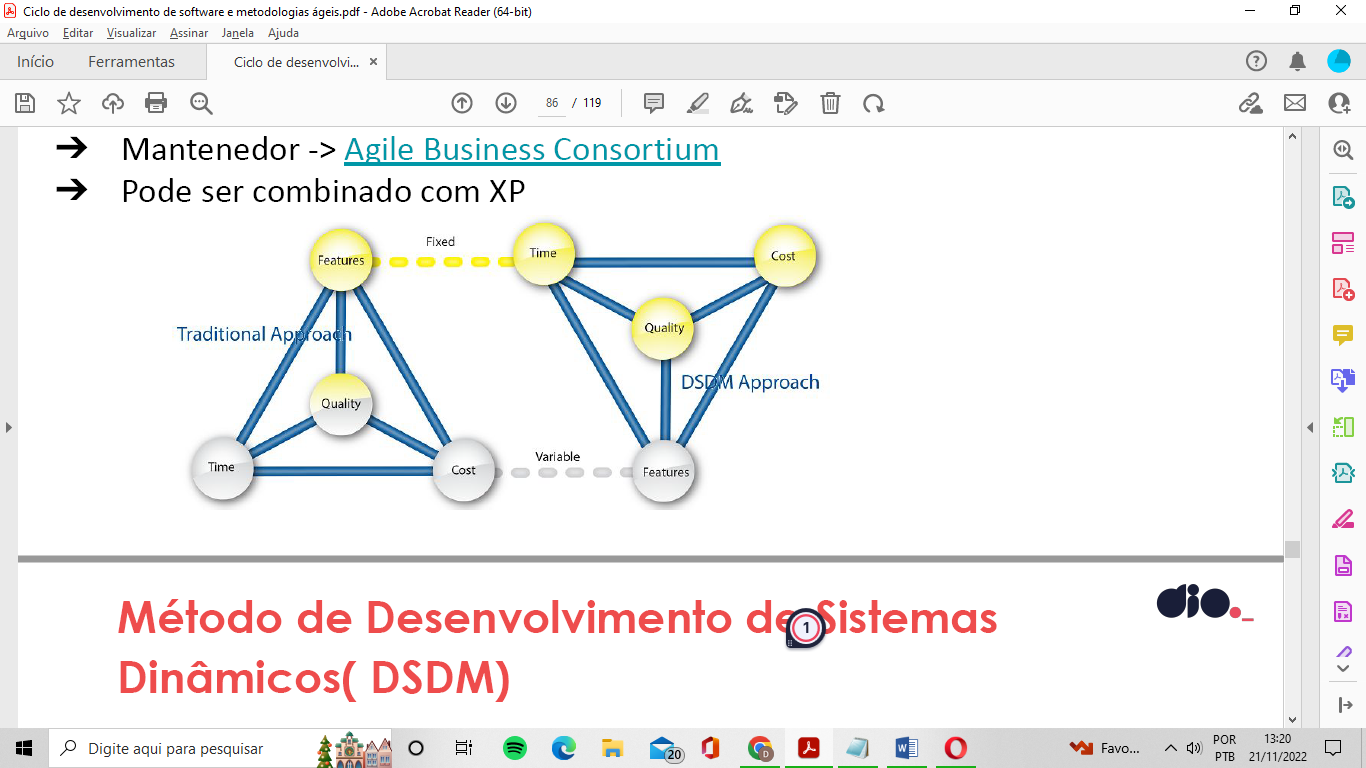 Ciclo de desenvolvimento de software e metodologias ágeis.pdf - Adobe Acrobat Reader (64-bit)
Arquivo Editar Visualizar Assinar Janela Ajuda
Início Ferramentas Ciclo de desenvolvi... ×
86 / 119
➔ Mantenedor -> Agile Business Consortium
➔ Pode ser combinado com XP
Features Fixed Time Cost
Traditional Approach
Quality
DSDM Approach
Quality
Time Cost Variable Features
dio._
Método de Desenvolvimento de Sistemas
Dinâmicos( DSDM)
1
Digite aqui para pesquisar
20
D
Favo...
POR
PTB
13:20
21/11/2022